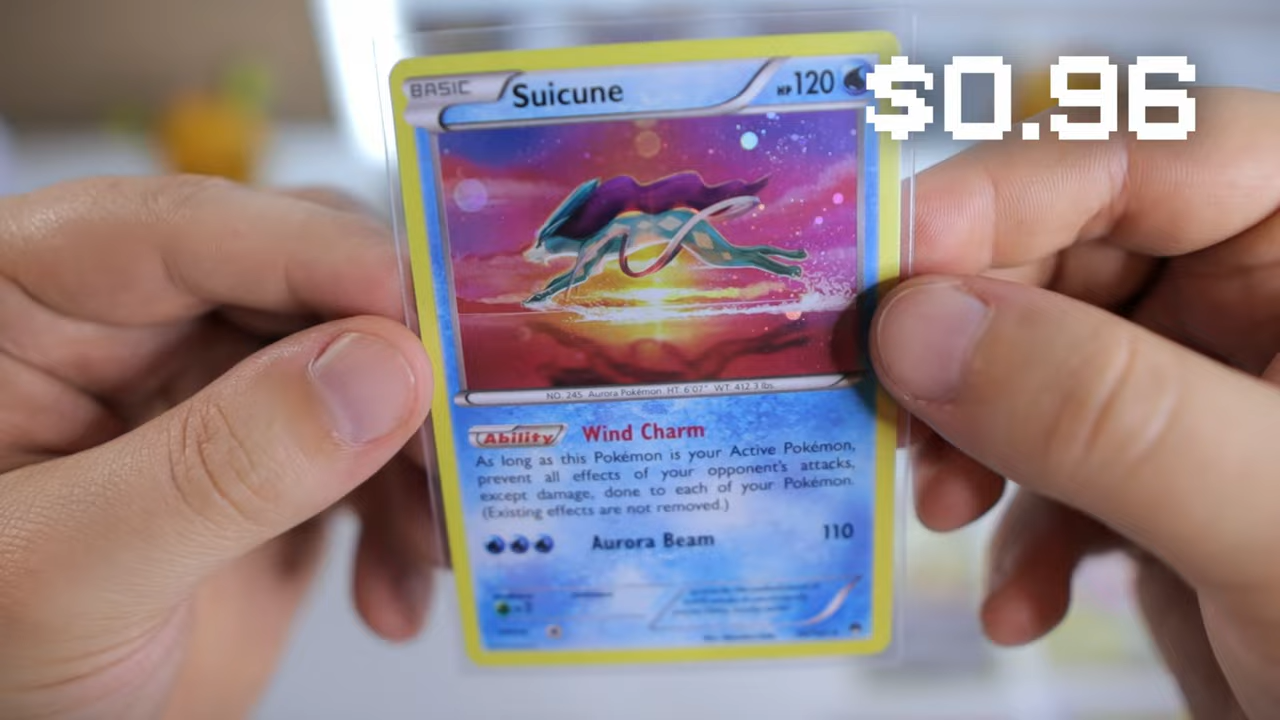 BASIC Suicune HP 120
$0.96
NO. 245 Aurora Pokémon HT: 6'07" WT: 412.3 lbs.
Ability Wind Charm
As long as this Pokémon is your Active Pokémon,
prevent all effects of your opponent's attacks,
except damage, done to each of your Pokémon.
(Existing effects are not removed.)
Aurora Beam 110